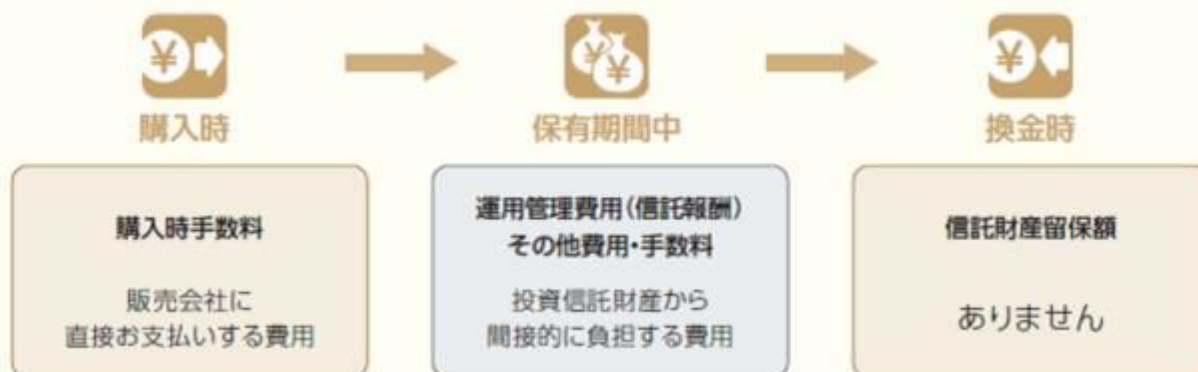 ¥
¥¥
¥
購入時
保有期間中
換金時
購入時手数料
販売会社に
直接お支払いする費用
運用管理費用(信託報酬)
その他費用・手数料
投資信託財産から
間接的に負担する費用
信託財産留保額
ありません